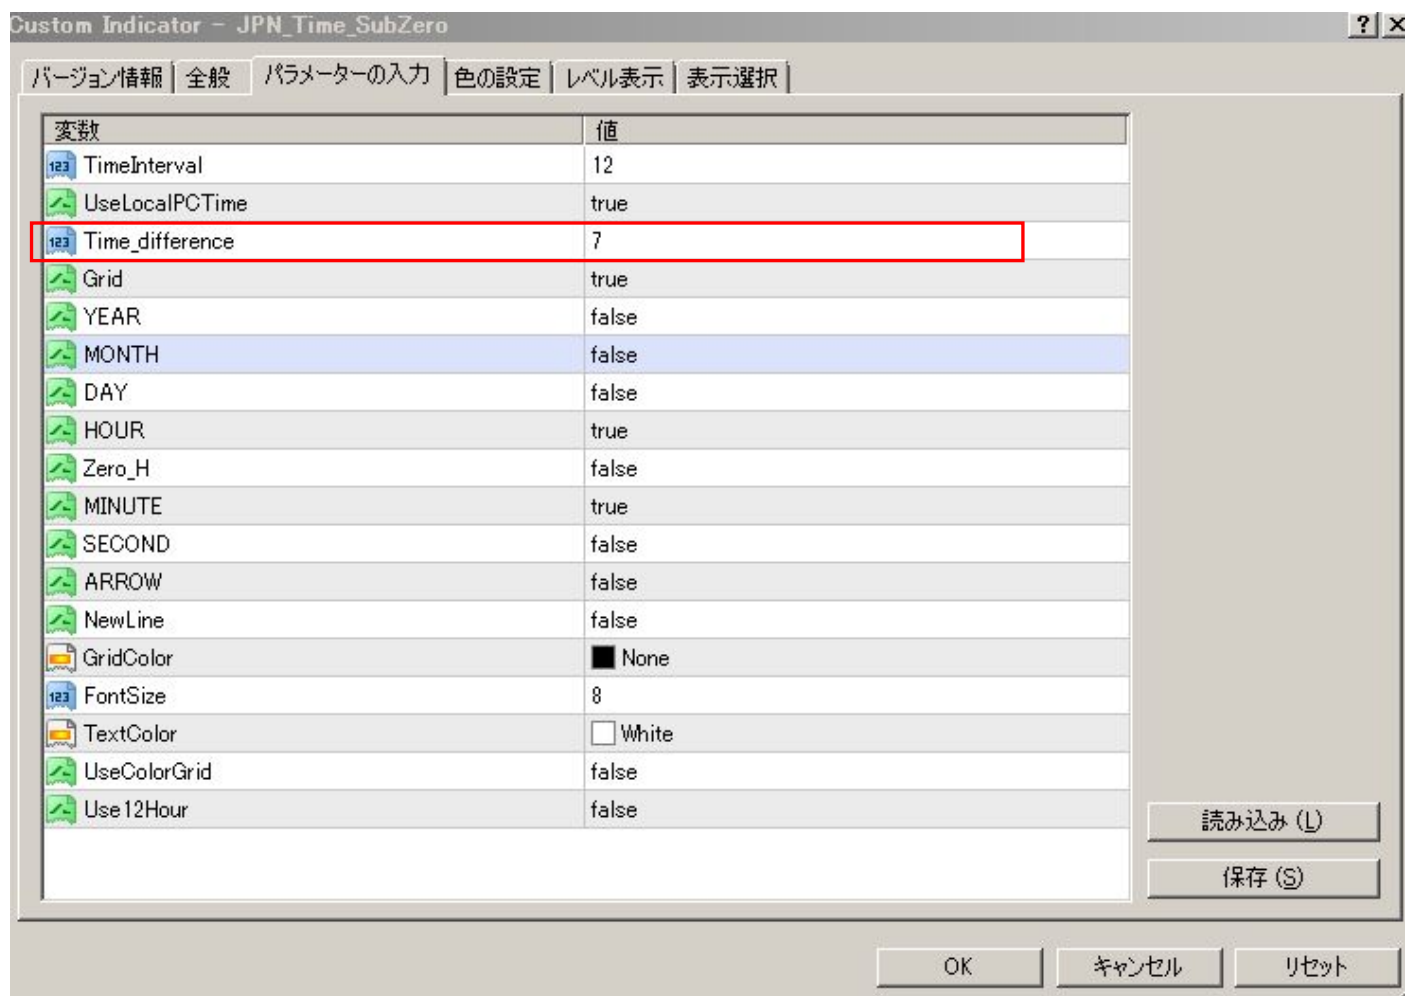 Custom Indicator - JPN_Time_SubZero
バージョン情報 全般 パラメーターの入力 色の設定 レベル表示 表示選択
変数 値
TimeInterval 12
UseLocalPCTime true
Time_difference 7
Grid true
YEAR false
MONTH false
DAY false
HOUR true
Zero_H false
MINUTE true
SECOND false
ARROW false
NewLine false
GridColor None
FontSize 8
TextColor White
UseColorGrid false
Use12Hour false
読み込み (L)
保存 (S)
OK キャンセル リセット